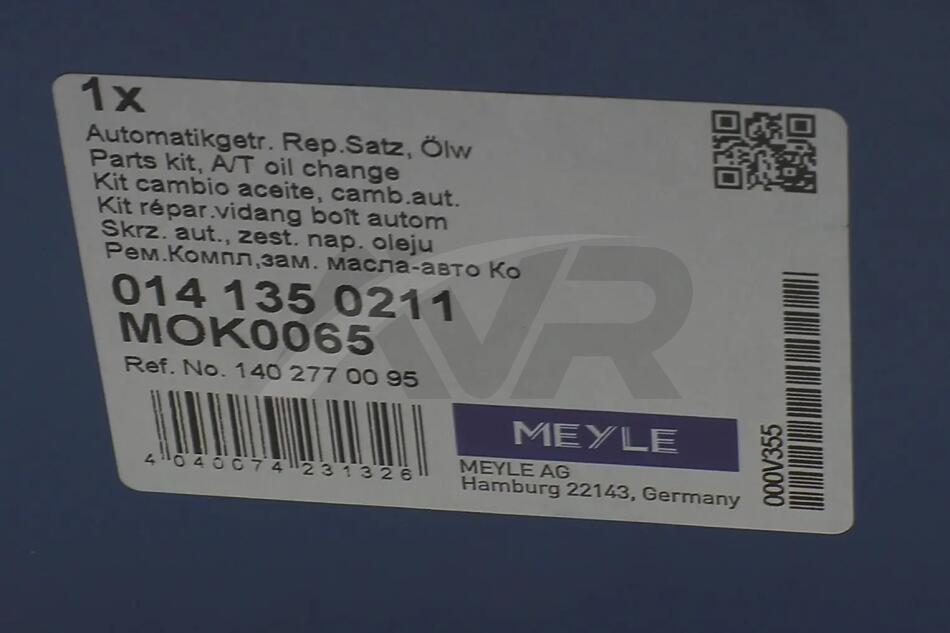 1x
Automatikgetr. Rep.Satz, Ölw
Parts kit, A/T oil change
Kit cambio aceite, camb.aut.
Kit répar.vidang boît autom
Skrz. aut., zest. nap. oleju
Рем.Компл,зам. масла-авто Ко
014 135 0211
MOK0065
Ref. No. 140 277 00 95
4 040074 231326
MEYLE
MEYLE AG
Hamburg 22143, Germany
000V355
AVR